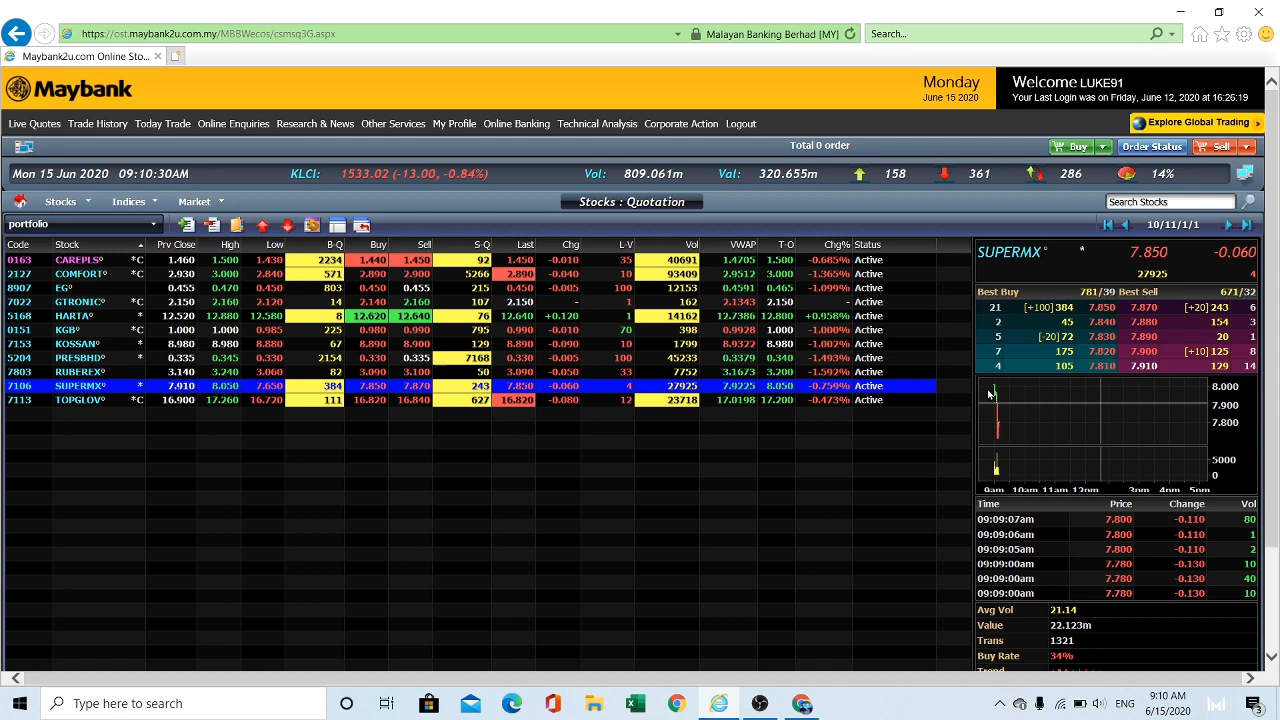 https://ost.maybank2u.com.my/MBBWecos/csmsq3G.aspx
Malayan Banking Berhad [MY]
Search...
Maybank2u.com Online Sto...
Maybank
Monday
June 15 2020
Welcome LUKE91
Your Last Login was on Friday, June 12, 2020 at 16:26:19
Live Quotes Trade History Today Trade Online Enquiries Research & News Other Services My Profile Online Banking Technical Analysis Corporate Action Logout
Explore Global Trading
Total 0 order
Buy Order Status Sell
Mon 15 Jun 2020 09:10:30AM KLCI: 1533.02 (-13.00, -0.84%) Vol: 809.061m Val: 320.655m 158 361 286 14%
Stocks Indices Market Stocks : Quotation Search Stocks
portfolio 10/11/1/1
Code Stock Prv Close High Low B-Q Buy Sell S-Q Last Chg L-V Vol VWAP T-O Chg% Status
0163 CAREPLSº *C 1.460 1.500 1.430 2234 1.440 1.450 92 1.450 -0.010 35 40691 1.4705 1.500 -0.685% Active
2127 COMFORTº *C 2.930 3.000 2.840 571 2.890 2.900 5266 2.890 -0.040 10 93409 2.9512 3.000 -1.365% Active
8907 EGº 0.455 0.470 0.450 803 0.450 0.455 215 0.450 -0.005 100 12153 0.4591 0.465 -1.099% Active
7022 GTRONICº *C 2.150 2.160 2.120 14 2.140 2.160 107 2.150 - 1 162 2.1343 2.150 - Active
5168 HARTAº * 12.520 12.880 12.580 8 12.620 12.640 76 12.640 +0.120 1 14162 12.7386 12.800 +0.958% Active
0151 KGBº *C 1.000 1.000 0.985 225 0.980 0.990 795 0.990 -0.010 70 398 0.9928 1.000 -1.000% Active
7153 KOSSANº * 8.980 8.980 8.880 67 8.890 8.900 129 8.890 -0.090 10 1799 8.9322 8.980 -1.002% Active
5204 PRESBHDº * 0.335 0.345 0.330 2154 0.330 0.335 7168 0.330 -0.005 100 45233 0.3379 0.340 -1.493% Active
7803 RUBEREXº 3.140 3.240 3.060 82 3.090 3.100 50 3.090 -0.050 33 7752 3.1673 3.200 -1.592% Active
7106 SUPERMXº * 7.910 8.050 7.650 384 7.850 7.870 243 7.850 -0.060 4 27925 7.9225 8.050 -0.759% Active
7113 TOPGLOVº *C 16.900 17.260 16.720 111 16.820 16.840 627 16.820 -0.080 12 23718 17.0198 17.200 -0.473% Active
SUPERMX º * 7.850 -0.060
27925 4
Best Buy 781/39 Best Sell 671/32
21 [+100] 384 7.850 7.870 [+20] 243 6
2 45 7.840 7.880 154 3
5 [-20] 72 7.830 7.890 20 1
7 175 7.820 7.900 [+10] 125 8
4 105 7.810 7.910 129 14
8.000
7.900
7.800
5000
0
9am 10am 11am 12pm 3pm 4pm 5pm
Time Price Change Vol
09:09:07am 7.800 -0.110 80
09:09:06am 7.800 -0.110 1
09:09:05am 7.800 -0.110 2
09:09:00am 7.780 -0.130 10
09:09:00am 7.780 -0.130 40
09:09:00am 7.780 -0.130 10
Avg Vol 21.14
Value 22.123m
Trans 1321
Buy Rate 34%
Trend
Type here to search
ENG
9:10 AM
6/15/2020
3